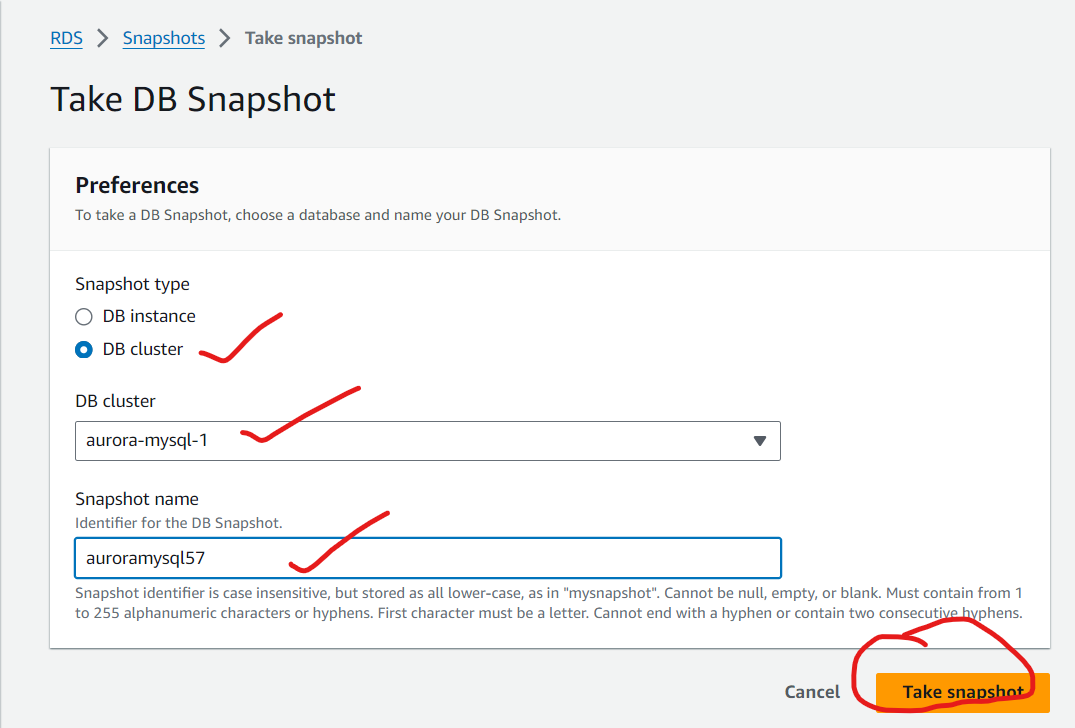 RDS > Snapshots > Take snapshot
Take DB Snapshot
Preferences
To take a DB Snapshot, choose a database and name your DB Snapshot.
Snapshot type
DB instance
DB cluster
DB cluster
aurora-mysql-1
Snapshot name
Identifier for the DB Snapshot.
auroramysql57
Snapshot identifier is case insensitive, but stored as all lower-case, as in "mysnapshot". Cannot be null, empty, or blank. Must contain from 1
to 255 alphanumeric characters or hyphens. First character must be a letter. Cannot end with a hyphen or contain two consecutive hyphens.
Cancel Take snapshot